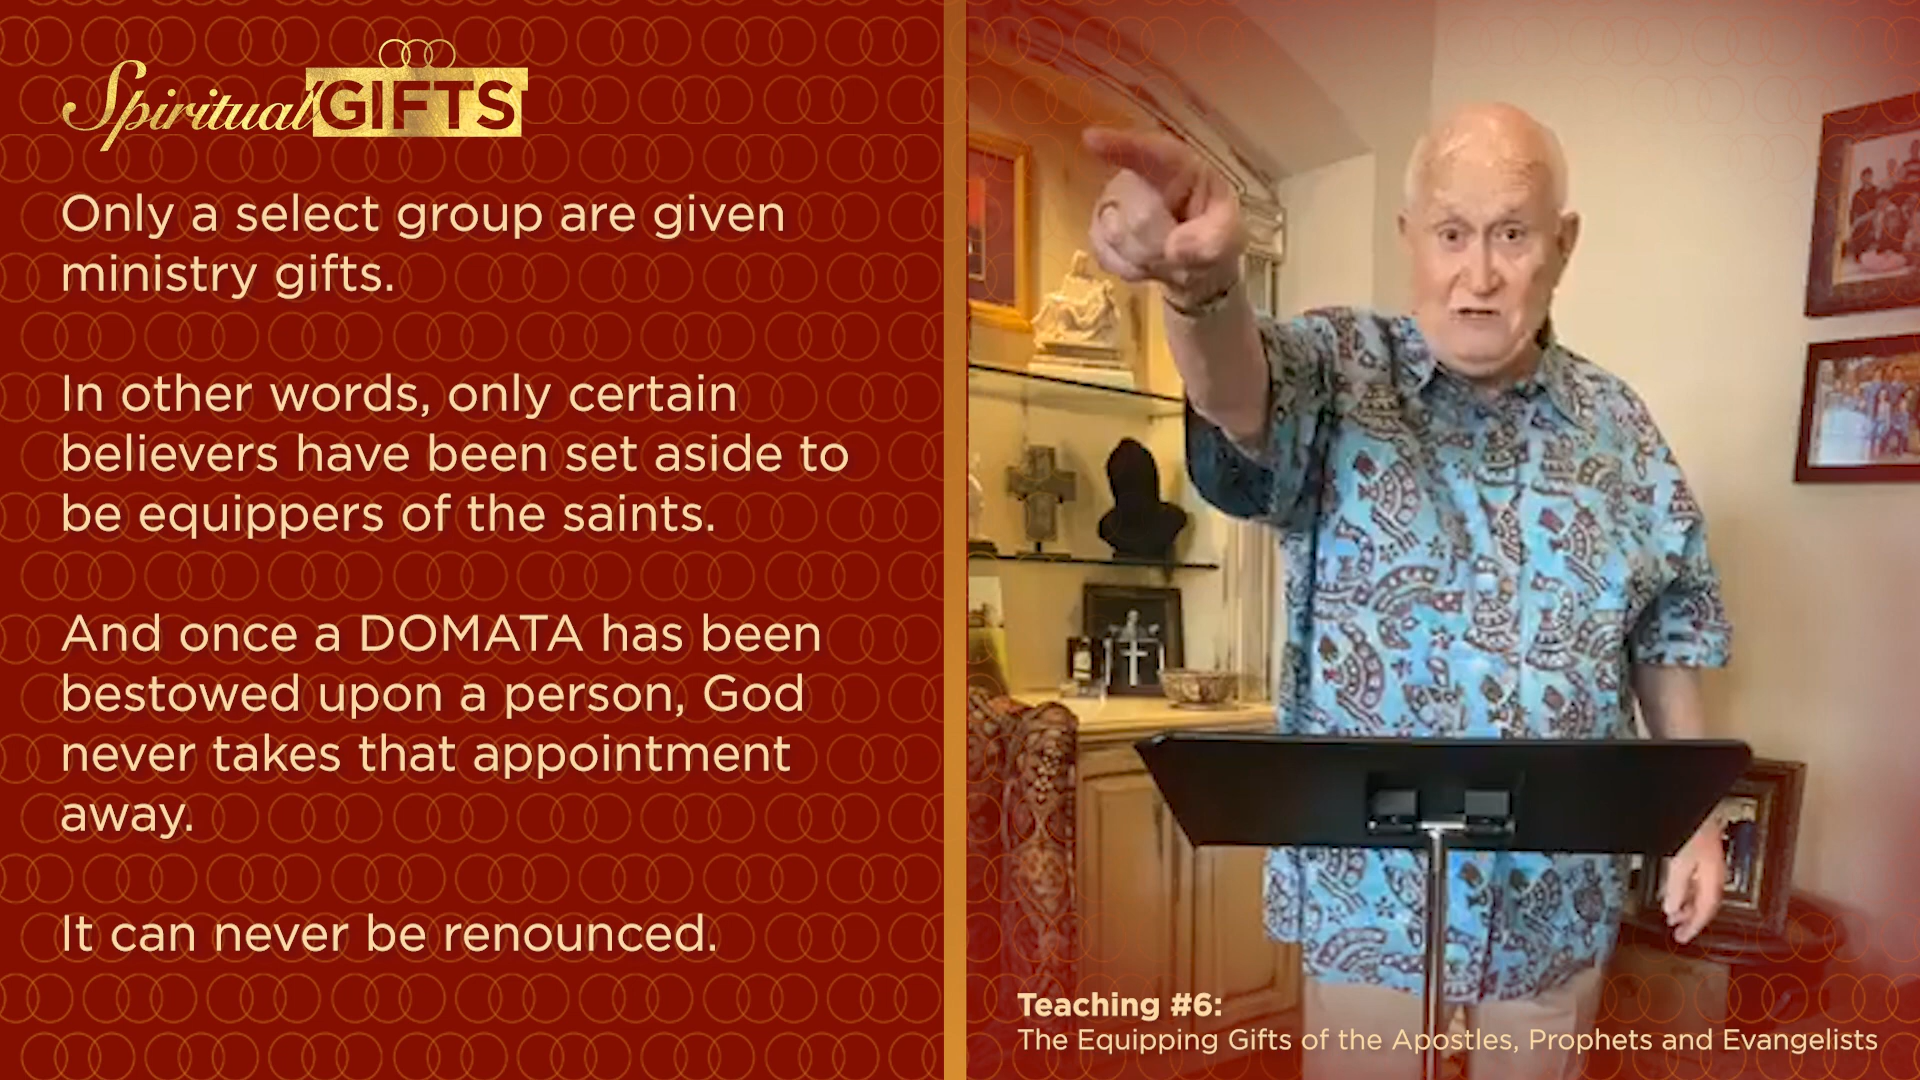 Spiritual GIFTS
Only a select group are given
ministry gifts.
In other words, only certain
believers have been set aside to
be equippers of the saints.
And once a DOMATA has been
bestowed upon a person, God
never takes that appointment
away.
It can never be renounced.
Teaching #6:
The Equipping Gifts of the Apostles, Prophets and Evangelists